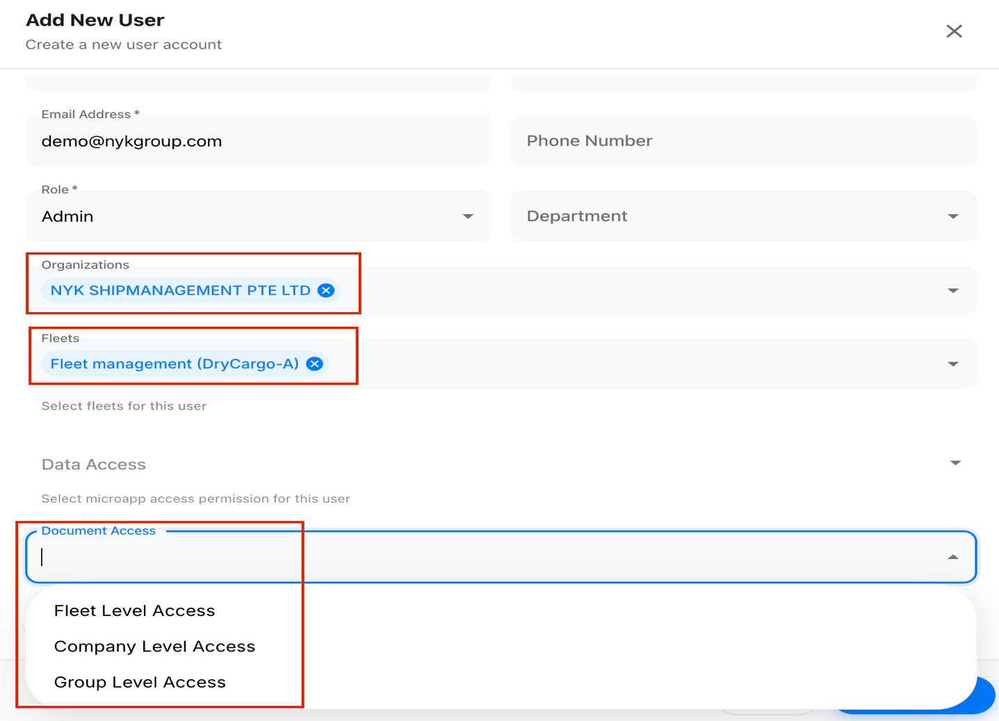 Add New User
Create a new user account
Email Address *
demo@nykgroup.com
Phone Number
Role *
Admin
Department
Organizations
NYK SHIPMANAGEMENT PTE LTD
Fleets
Fleet management (DryCargo-A)
Select fleets for this user
Data Access
Select microapp access permission for this user
Document Access
Fleet Level Access
Company Level Access
Group Level Access